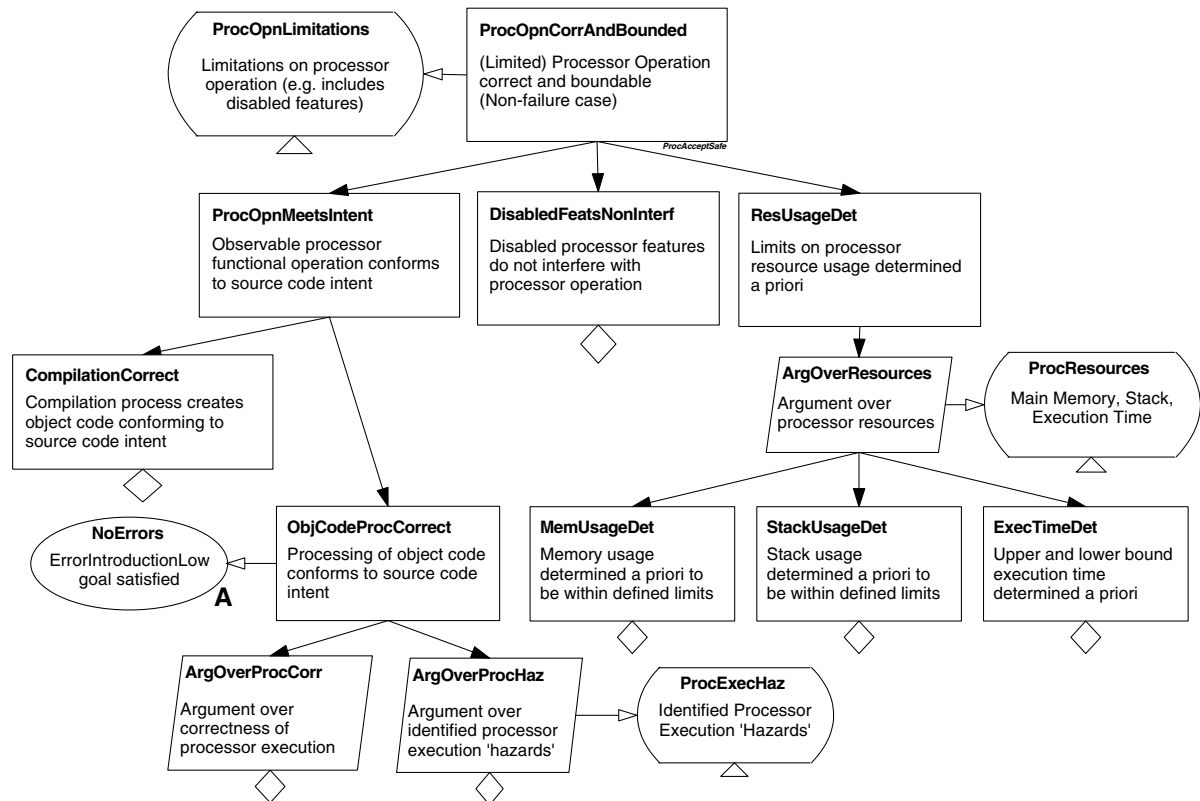 ProcOpnLimitations
Limitations on processor
operation (e.g. includes
disabled features)
ProcOpnCorrAndBounded
(Limited) Processor Operation
correct and boundable
(Non-failure case)
ProcAcceptSafe
ProcOpnMeetsIntent
Observable processor
functional operation conforms
to source code intent
DisabledFeatsNonInterf
Disabled processor features
do not interfere with
processor operation
ResUsageDet
Limits on processor
resource usage determined
a priori
CompilationCorrect
Compilation process creates
object code conforming to
source code intent
ArgOverResources
Argument over
processor resources
ProcResources
Main Memory, Stack,
Execution Time
NoErrors
ErrorIntroductionLow
goal satisfied
A
ObjCodeProcCorrect
Processing of object code
conforms to source code
intent
MemUsageDet
Memory usage
determined a priori to
be within defined limits
StackUsageDet
Stack usage
determined a priori to
be within defined limits
ExecTimeDet
Upper and lower bound
execution time
determined a priori
ArgOverProcCorr
Argument over
correctness of
processor execution
ArgOverProcHaz
Argument over
identified processor
execution 'hazards'
ProcExecHaz
Identified Processor
Execution 'Hazards'